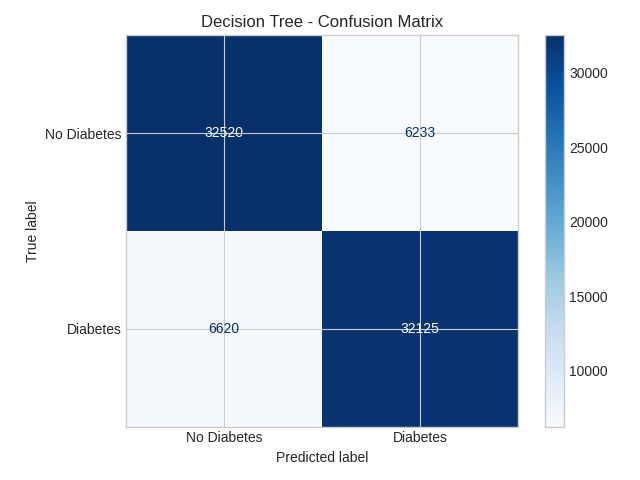 Decision Tree - Confusion Matrix
No Diabetes
32520
6233
Diabetes
6620
32125
No Diabetes
Diabetes
Predicted label
True label
30000
25000
20000
15000
10000